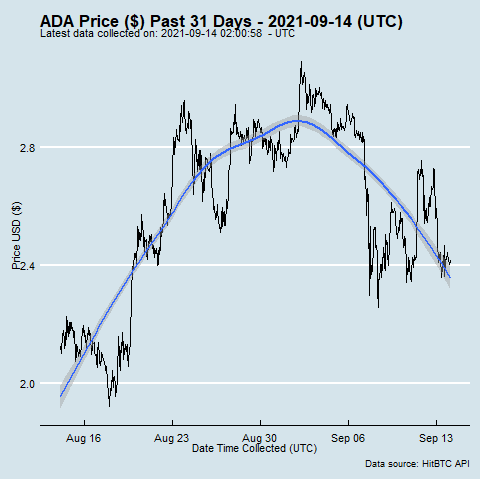 ADA Price ($) Past 31 Days - 2021-09-14 (UTC)
Latest data collected on: 2021-09-14 02:00:58 - UTC
Price USD ($)
2.8
2.4
2.0
Aug 16 Aug 23 Aug 30 Sep 06 Sep 13
Date Time Collected (UTC)
Data source: HitBTC API